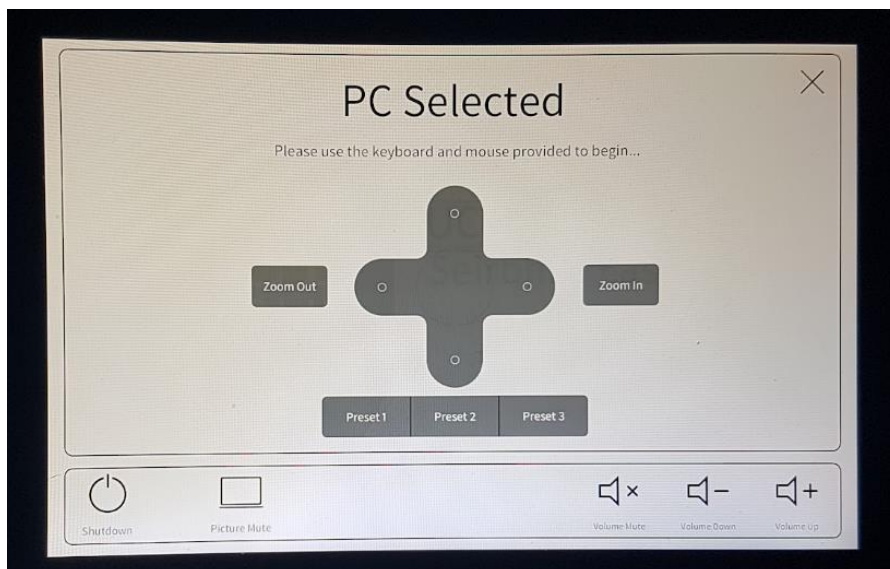 PC Selected
Please use the keyboard and mouse provided to begin...
Zoom Out
Zoom In
Preset 1
Preset 2
Preset 3
Shutdown
Picture Mute
Volume Mute
Volume Down
Volume Up